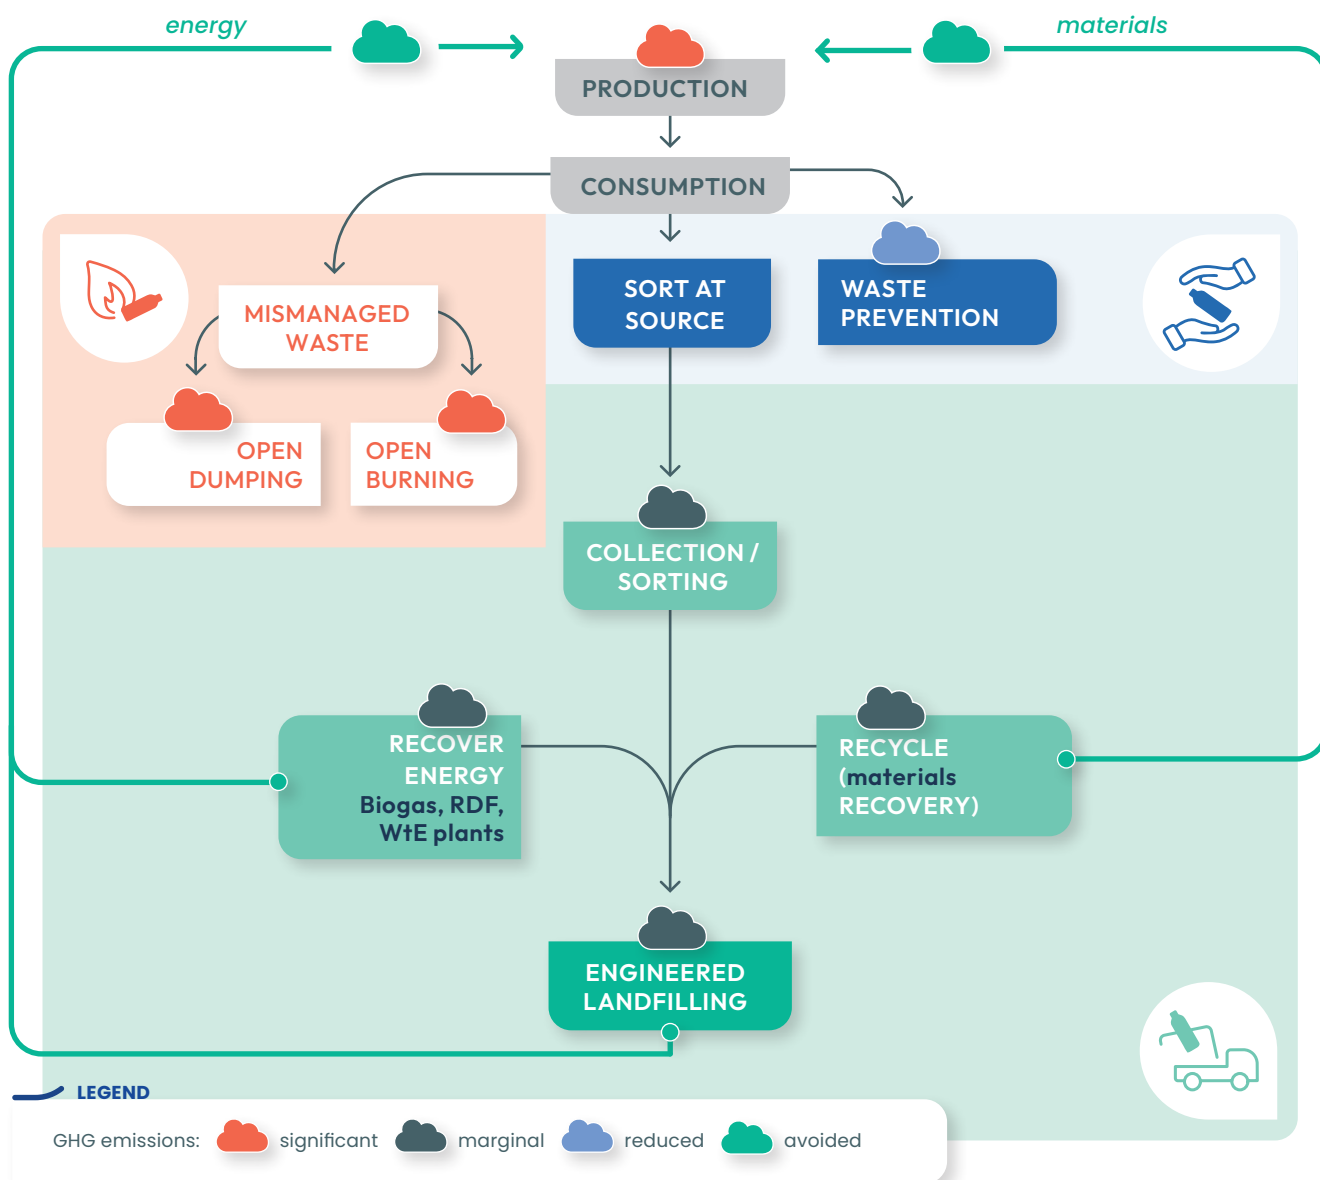 energy
materials
PRODUCTION
CONSUMPTION
MISMANAGED
WASTE
SORT AT
SOURCE
WASTE
PREVENTION
OPEN
DUMPING
OPEN
BURNING
COLLECTION /
SORTING
RECOVER
ENERGY
Biogas, RDF,
WtE plants
RECYCLE
(materials
RECOVERY)
ENGINEERED
LANDFILLING
LEGEND
GHG emissions: significant marginal reduced avoided